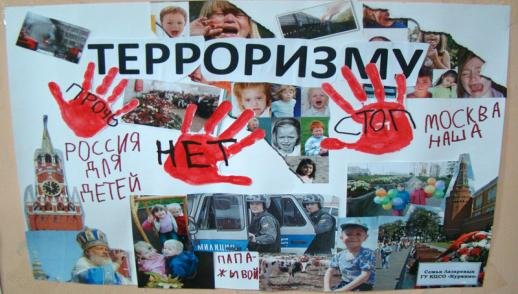 ТЕРРОРИЗМУ
ПРОЧЬ
НЕТ
СТОП
МОСКВА
НАША
РОССИЯ
ДЛЯ
ДЕТЕЙ
МИЛИЦИЯ
ПАПА-
ЖИВОЙ
Семья Лазаревых
ГУ КЦСО «Куркино»